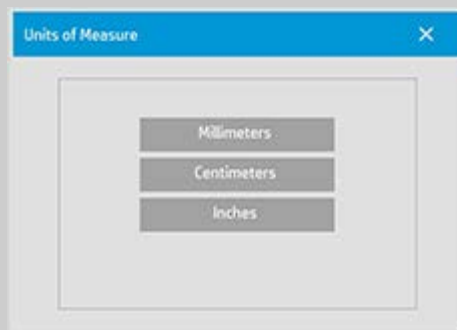 Units of Measure
Millimeters
Centimeters
Inches